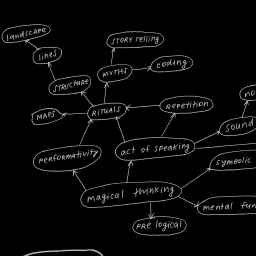 landscape
STORY TELLING
lines
coding
MYTHS
STRUCTURE
no
MAPS
RITUALS
REPETITION
SOUND
PERFORMATIVITY
act of speaking
SYMBOLIC
magical thinking
mental fun
PRE logical